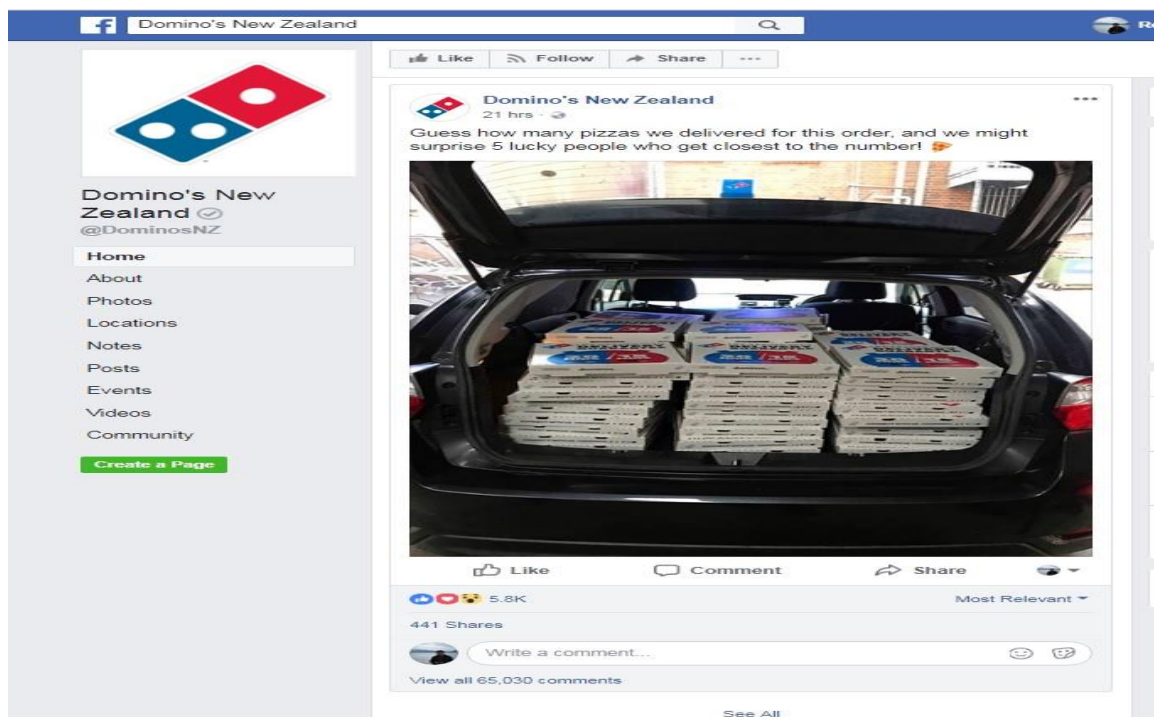 Domino's New Zealand
Like
Follow
Share
Domino's New Zealand
21 hrs
Guess how many pizzas we delivered for this order, and we might
surprise 5 lucky people who get closest to the number!
Domino's New
Zealand
@DominosNZ
Home
About
Photos
Locations
Notes
Posts
Events
Videos
Community
Create a Page
DELIVERY
DELIVERY
Like
Comment
Share
5.8K
Most Relevant
441 Shares
Write a comment...
View all 65,030 comments
See All